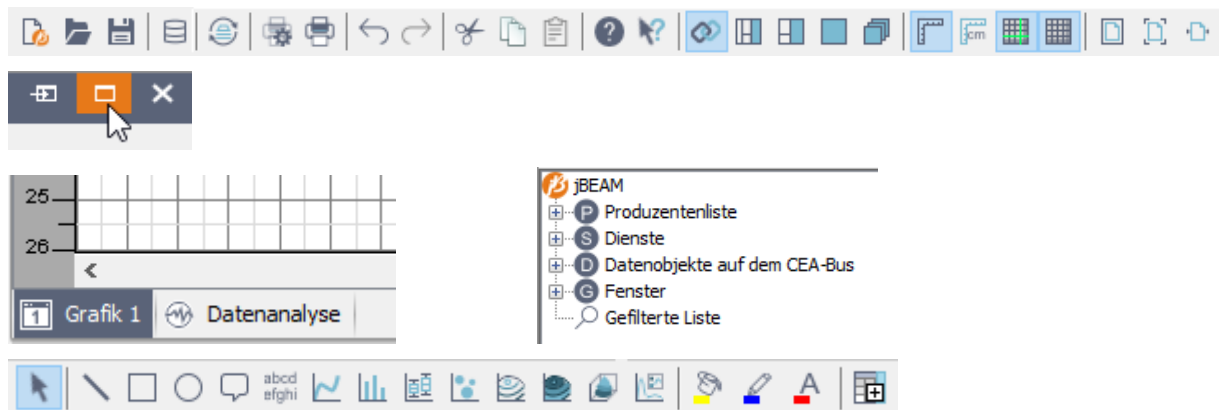 cm
25
26
1 Grafik 1 Datenanalyse
jBEAM
P Produzentenliste
S Dienste
D Datenobjekte auf dem CEA-Bus
G Fenster
Gefilterte Liste
abcd
efghi
A